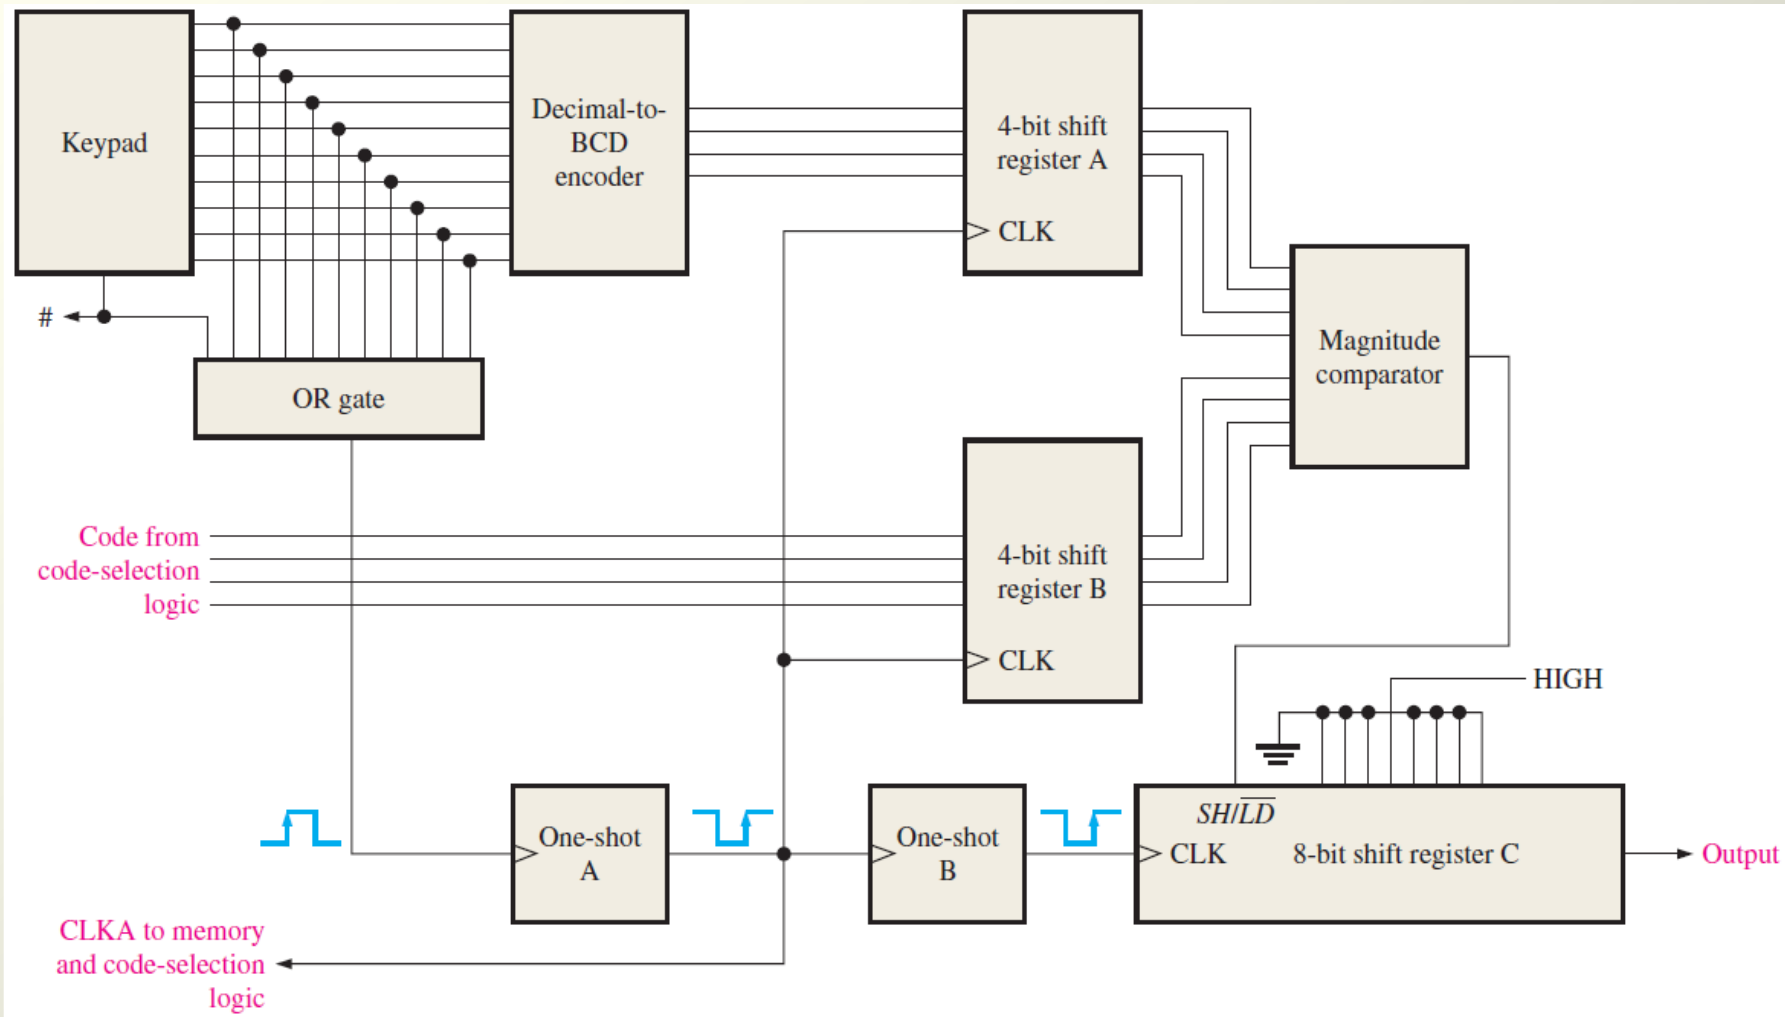 Keypad
Decimal-to-
BCD
encoder
4-bit shift
register A
CLK
#
OR gate
Magnitude
comparator
Code from
code-selection
logic
4-bit shift
register B
CLK
HIGH
One-shot
A
One-shot
B
SH/L̅D̅
CLK
8-bit shift register C
Output
CLKA to memory
and code-selection
logic